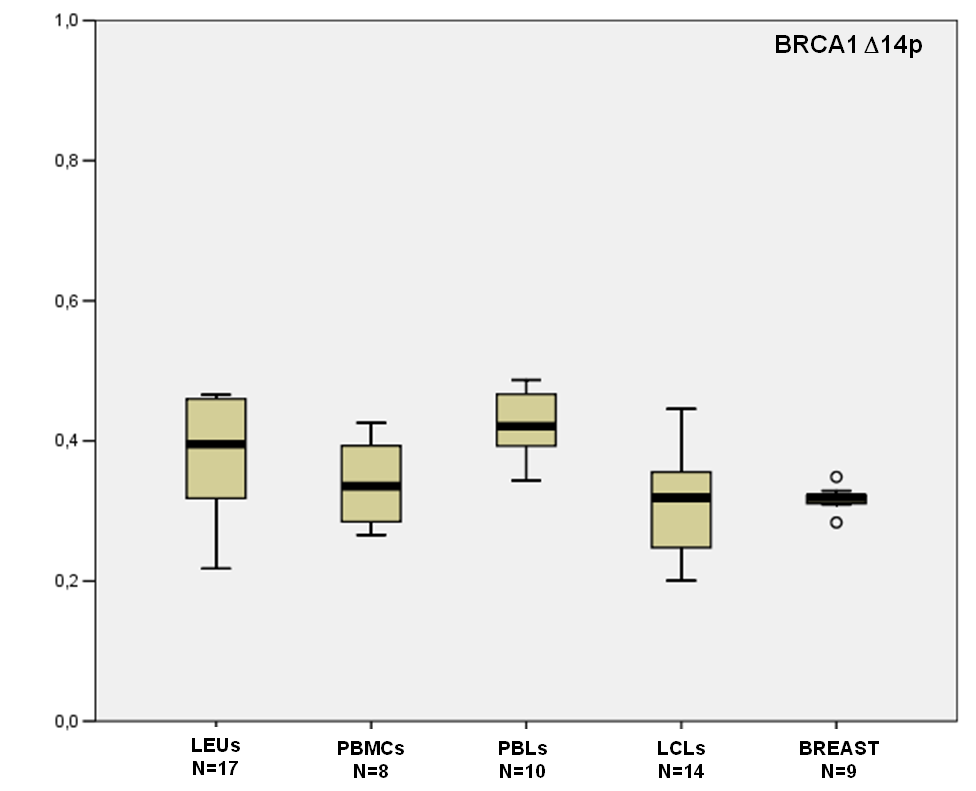 BRCA1 Δ14p
1,0
0,8
0,6
0,4
0,2
0,0
LEUs PBMCs PBLs LCLs BREAST
N=17 N=8 N=10 N=14 N=9